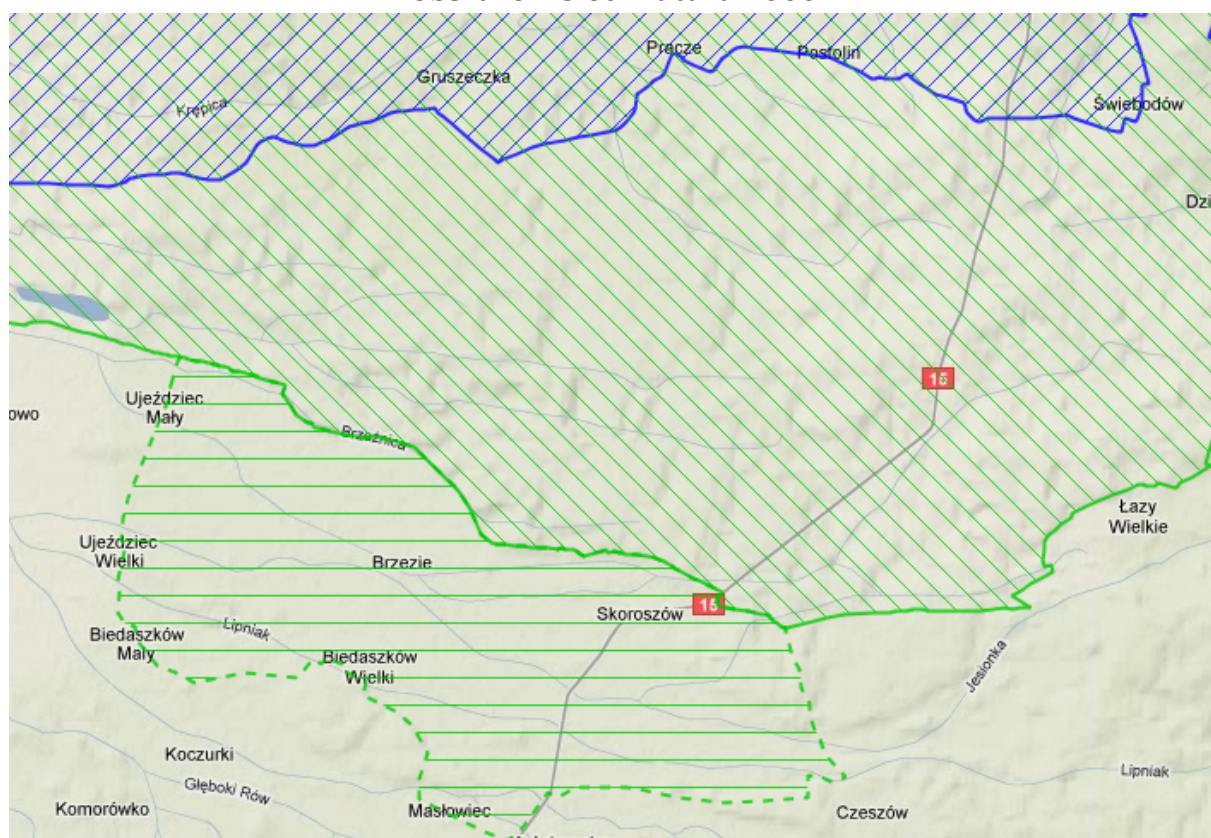 Pracze
Postolin
Gruszeczka
Krępica
Świebodów
Dzi
15
Ujeździec
Mały
owo
Brzeźnica
Łazy
Wielkie
Ujeździec
Wielki
Brzezie
15
Skoroszów
Biedaszków
Mały
Lipniak
Biedaszków
Wielki
Jesionka
Koczurki
Lipniak
Głęboki Rów
Komorówko
Masłowiec
Czeszów